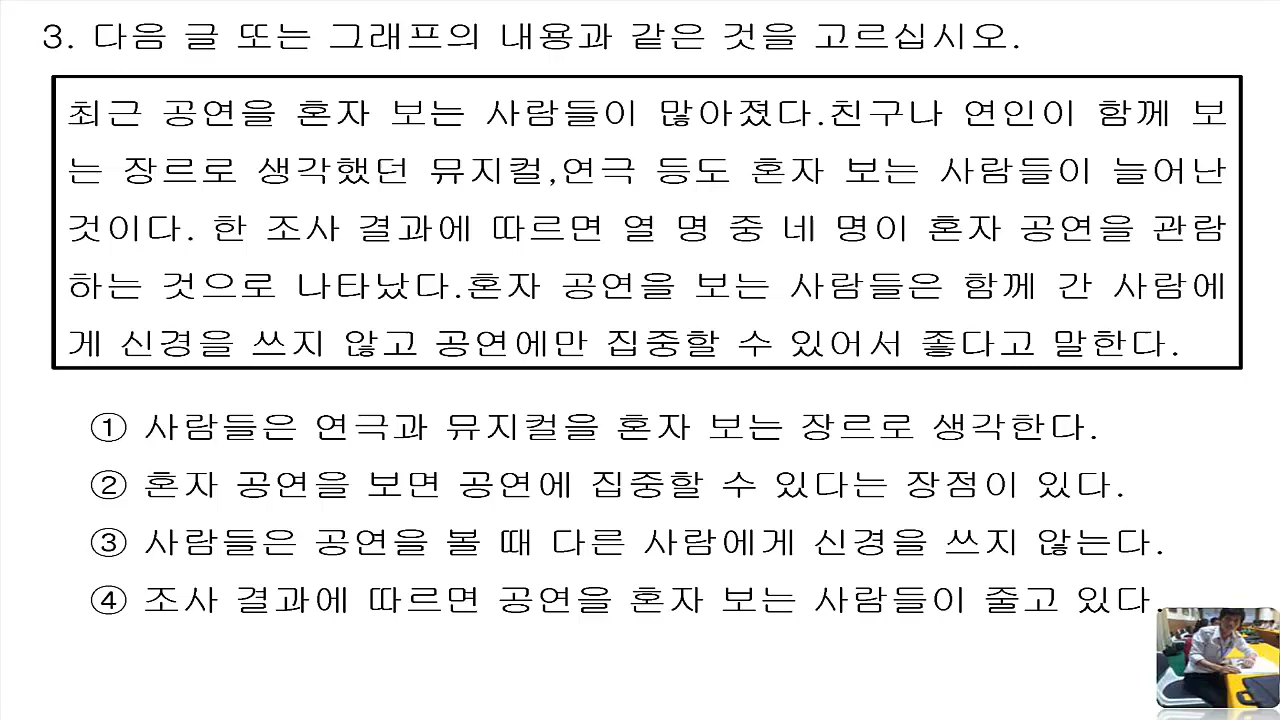 3. 다음 글 또는 그래프의 내용과 같은 것을 고르십시오.
최근 공연을 혼자 보는 사람들이 많아졌다.친구나 연인이 함께 보
는 장르로 생각했던 뮤지컬,연극 등도 혼자 보는 사람들이 늘어난
것이다. 한 조사 결과에 따르면 열 명 중 네 명이 혼자 공연을 관람
하는 것으로 나타났다.혼자 공연을 보는 사람들은 함께 간 사람에
게 신경을 쓰지 않고 공연에만 집중할 수 있어서 좋다고 말한다.
① 사람들은 연극과 뮤지컬을 혼자 보는 장르로 생각한다.
② 혼자 공연을 보면 공연에 집중할 수 있다는 장점이 있다.
③ 사람들은 공연을 볼 때 다른 사람에게 신경을 쓰지 않는다.
④ 조사 결과에 따르면 공연을 혼자 보는 사람들이 줄고 있다.